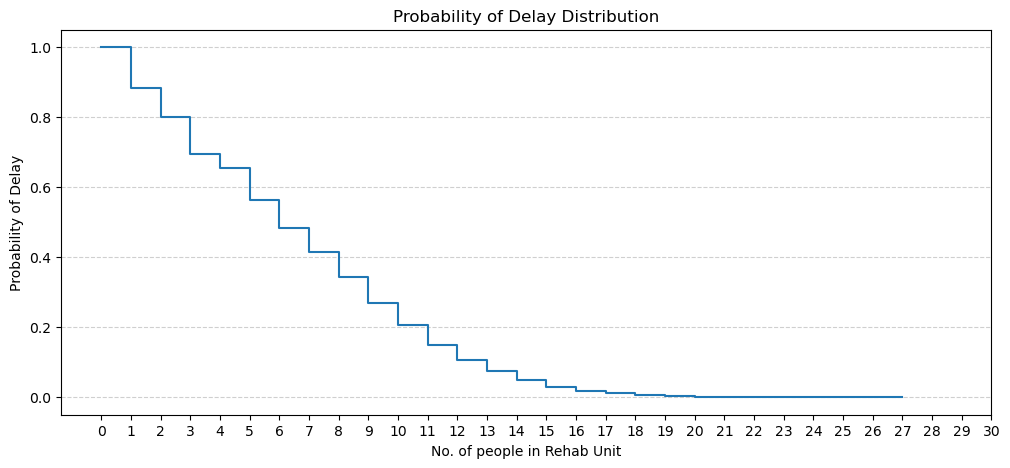 Probability of Delay Distribution
Probability of Delay
1.0
0.8
0.6
0.4
0.2
0.0
0 1 2 3 4 5 6 7 8 9 10 11 12 13 14 15 16 17 18 19 20 21 22 23 24 25 26 27 28 29 30
No. of people in Rehab Unit